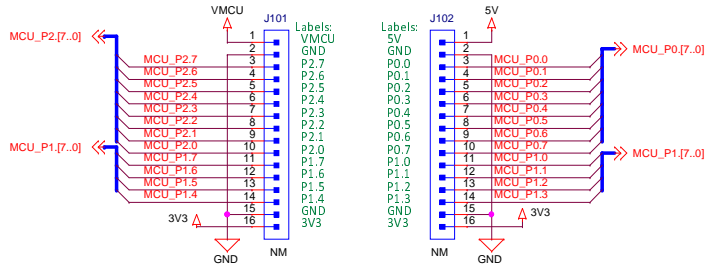 VMCU
J101
Labels:
MCU_P2.[7..0]
1 VMCU
2 GND
MCU_P2.7 3 P2.7
MCU_P2.6 4 P2.6
MCU_P2.5 5 P2.5
MCU_P2.4 6 P2.4
MCU_P2.3 7 P2.3
MCU_P2.2 8 P2.2
MCU_P2.1 9 P2.1
MCU_P2.0 10 P2.0
MCU_P1.[7..0]
MCU_P1.7 11 P1.7
MCU_P1.6 12 P1.6
MCU_P1.5 13 P1.5
MCU_P1.4 14 P1.4
15 GND
3V3 16 3V3
GND
NM
J102
5V
Labels:
5V 1
GND 2
MCU_P0.[7..0]
P0.0 3 MCU_P0.0
P0.1 4 MCU_P0.1
P0.2 5 MCU_P0.2
P0.3 6 MCU_P0.3
P0.4 7 MCU_P0.4
P0.5 8 MCU_P0.5
P0.6 9 MCU_P0.6
P0.7 10 MCU_P0.7
MCU_P1.[7..0]
P1.0 11 MCU_P1.0
P1.1 12 MCU_P1.1
P1.2 13 MCU_P1.2
P1.3 14 MCU_P1.3
GND 15
3V3 16 3V3
NM
GND